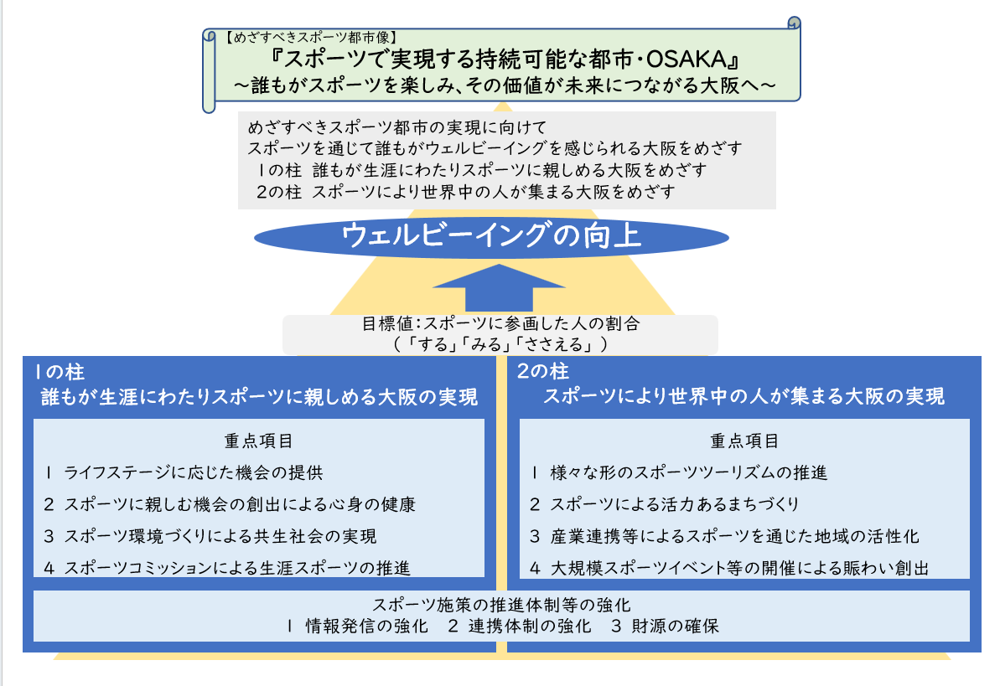 【めざすべきスポーツ都市像】
『スポーツで実現する持続可能な都市・OSAKA』
～誰もがスポーツを楽しみ、その価値が未来につながる大阪へ～
めざすべきスポーツ都市の実現に向けて
スポーツを通じて誰もがウェルビーイングを感じられる大阪をめざす
1の柱 誰もが生涯にわたりスポーツに親しめる大阪をめざす
2の柱 スポーツにより世界中の人が集まる大阪をめざす
ウェルビーイングの向上
目標値：スポーツに参画した人の割合
（「する」「みる」「ささえる」）
1の柱
誰もが生涯にわたりスポーツに親しめる大阪の実現
重点項目
1 ライフステージに応じた機会の提供
2 スポーツに親しむ機会の創出による心身の健康
3 スポーツ環境づくりによる共生社会の実現
4 スポーツコミッションによる生涯スポーツの推進
2の柱
スポーツにより世界中の人が集まる大阪の実現
重点項目
1 様々な形のスポーツツーリズムの推進
2 スポーツによる活力あるまちづくり
3 産業連携等によるスポーツを通じた地域の活性化
4 大規模スポーツイベント等の開催による賑わい創出
スポーツ施策の推進体制等の強化
1 情報発信の強化 2 連携体制の強化 3 財源の確保